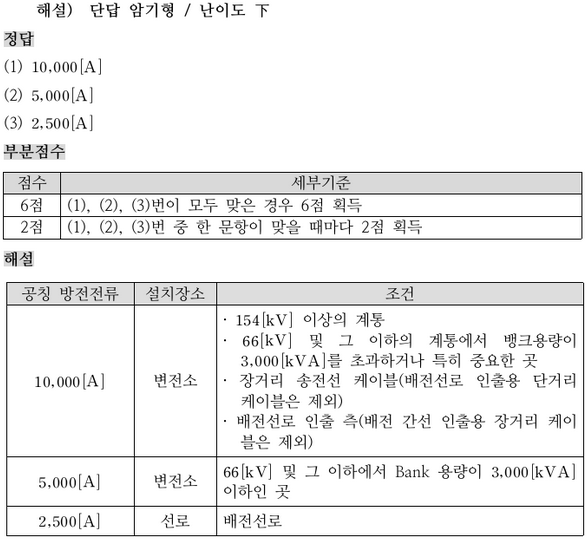 해설) 단답 암기형 / 난이도 下
정답
(1) 10,000[A]
(2) 5,000[A]
(3) 2,500[A]
부분점수
점수 세부기준
6점 (1), (2), (3)번이 모두 맞은 경우 6점 획득
2점 (1), (2), (3)번 중 한 문항이 맞을 때마다 2점 획득
해설
공칭 방전전류 설치장소 조건
10,000[A] 변전소
· 154[kV] 이상의 계통
· 66[kV] 및 그 이하의 계통에서 뱅크용량이
3,000[kVA]를 초과하거나 특히 중요한 곳
· 장거리 송전선 케이블(배전선로 인출용 단거리
케이블은 제외)
· 배전선로 인출 측(배전 간선 인출용 장거리 케이
블은 제외)
5,000[A] 변전소
66[kV] 및 그 이하에서 Bank 용량이 3,000[kVA]
이하인 곳
2,500[A] 선로 배전선로